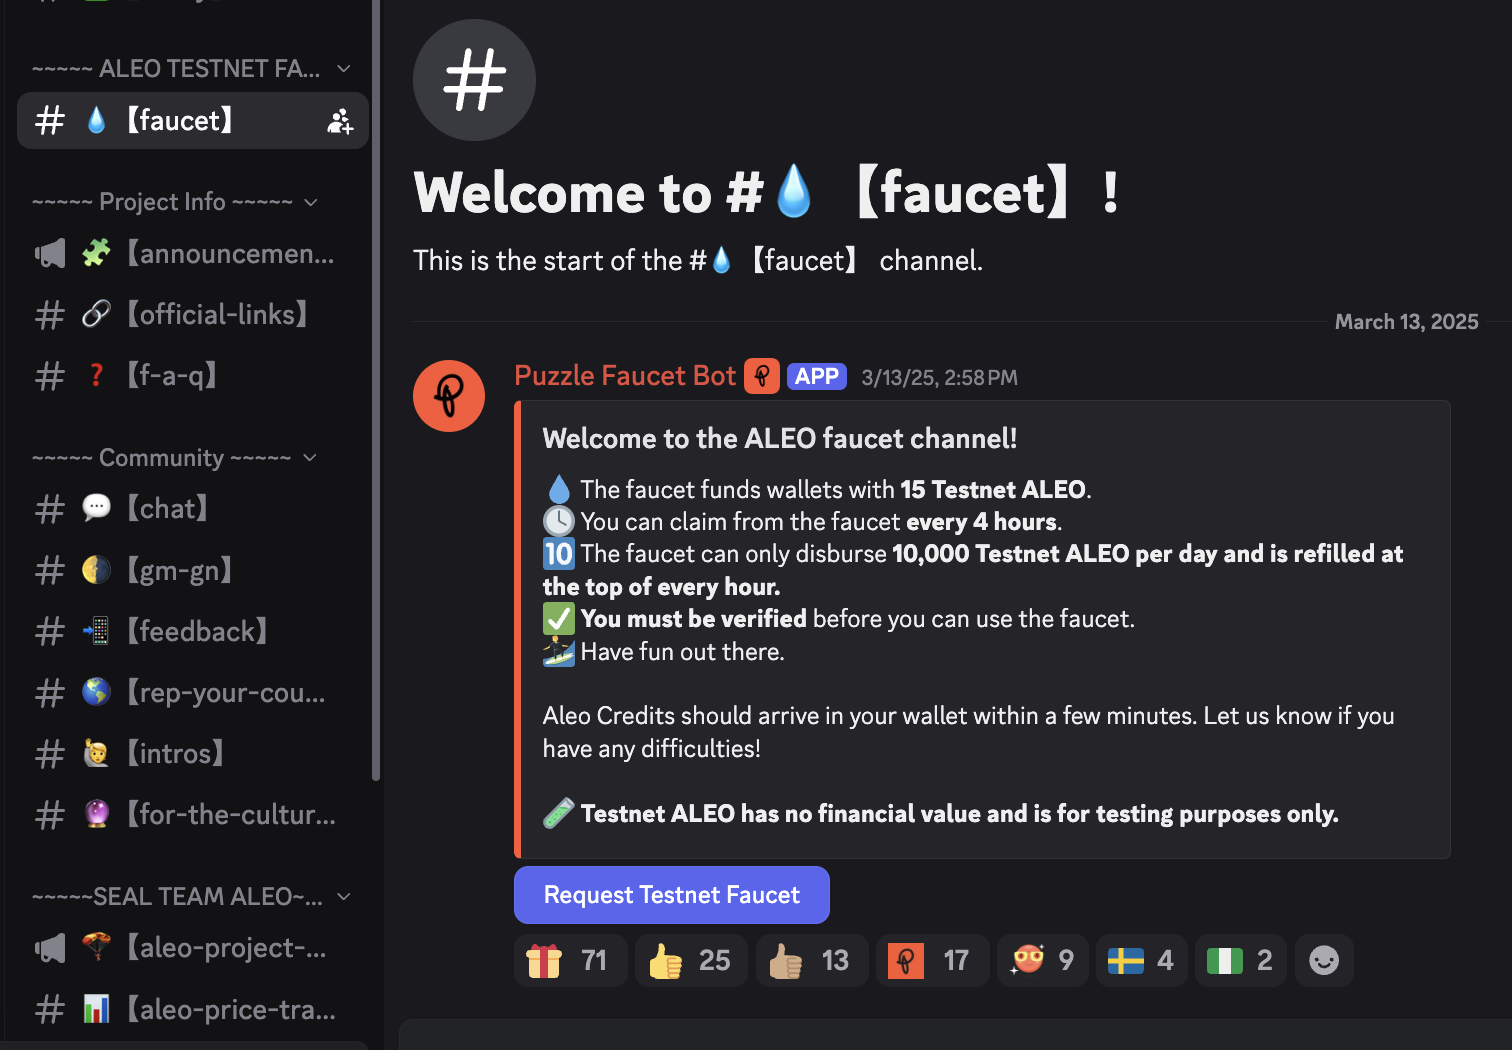 ~~~~~ ALEO TESTNET FA...
# 💧【faucet】
~~~~~ Project Info ~~~~~
🧩【announcemen...
# 🔗【official-links】
# ❓【f-a-q】
~~~~~ Community ~~~~~
# 💬【chat】
# 🌗【gm-gn】
# 📲【feedback】
# 🌎【rep-your-cou...
# 🙋【intros】
# 🔮【for-the-cultur...
~~~~~SEAL TEAM ALEO~...
🪂【aleo-project-...
# 📊【aleo-price-tra...
#
Welcome to #💧【faucet】!
This is the start of the #💧【faucet】 channel.
March 13, 2025
Puzzle Faucet Bot APP 3/13/25, 2:58 PM
Welcome to the ALEO faucet channel!
💧 The faucet funds wallets with 15 Testnet ALEO.
🕓 You can claim from the faucet every 4 hours.
🔟 The faucet can only disburse 10,000 Testnet ALEO per day and is refilled at
the top of every hour.
✅ You must be verified before you can use the faucet.
🏄 Have fun out there.
Aleo Credits should arrive in your wallet within a few minutes. Let us know if you
have any difficulties!
🧪 Testnet ALEO has no financial value and is for testing purposes only.
Request Testnet Faucet
71 25 13 17 9 4 2